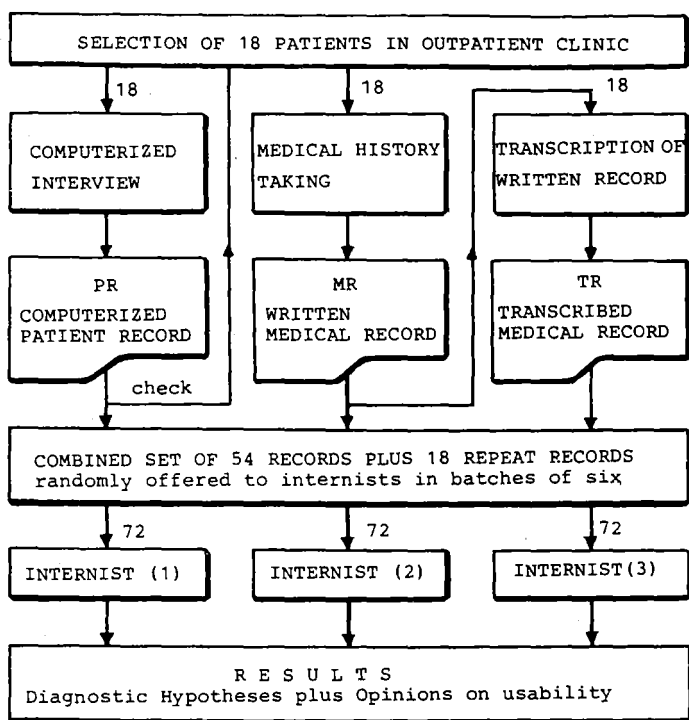 SELECTION OF 18 PATIENTS IN OUTPATIENT CLINIC
18
18
18
COMPUTERIZED
INTERVIEW
MEDICAL HISTORY
TAKING
TRANSCRIPTION OF
WRITTEN RECORD
PR
COMPUTERIZED
PATIENT RECORD
MR
WRITTEN
MEDICAL RECORD
TR
TRANSCRIBED
MEDICAL RECORD
check
COMBINED SET OF 54 RECORDS PLUS 18 REPEAT RECORDS
randomly offered to internists in batches of six
72
72
72
INTERNIST (1)
INTERNIST (2)
INTERNIST(3)
R E S U L T S
Diagnostic Hypotheses plus Opinions on usability